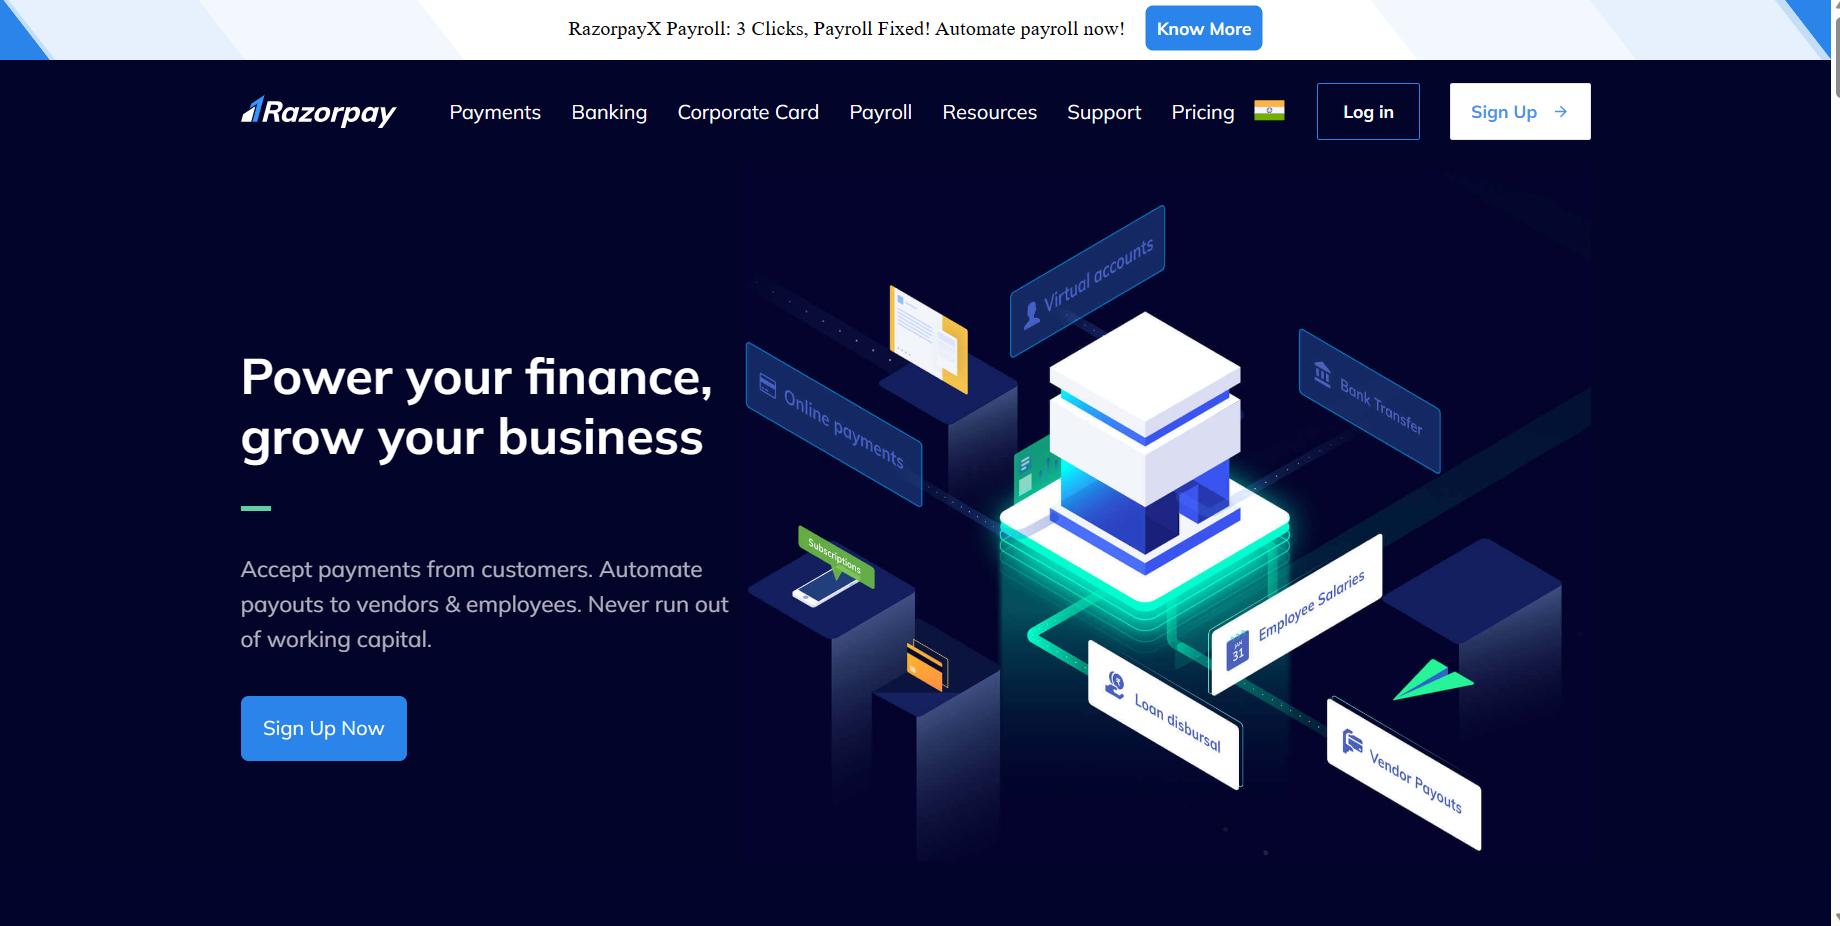 RazorpayX Payroll: 3 Clicks, Payroll Fixed! Automate payroll now! Know More
Razorpay Payments Banking Corporate Card Payroll Resources Support Pricing Log in Sign Up
Virtual accounts
Bank Transfer
Online payments
Power your finance,
grow your business
Subscriptions
Accept payments from customers. Automate
payouts to vendors & employees. Never run out
of working capital.
Employee Salaries
JAN
31
Loan disbursal
Sign Up Now
Vendor Payouts